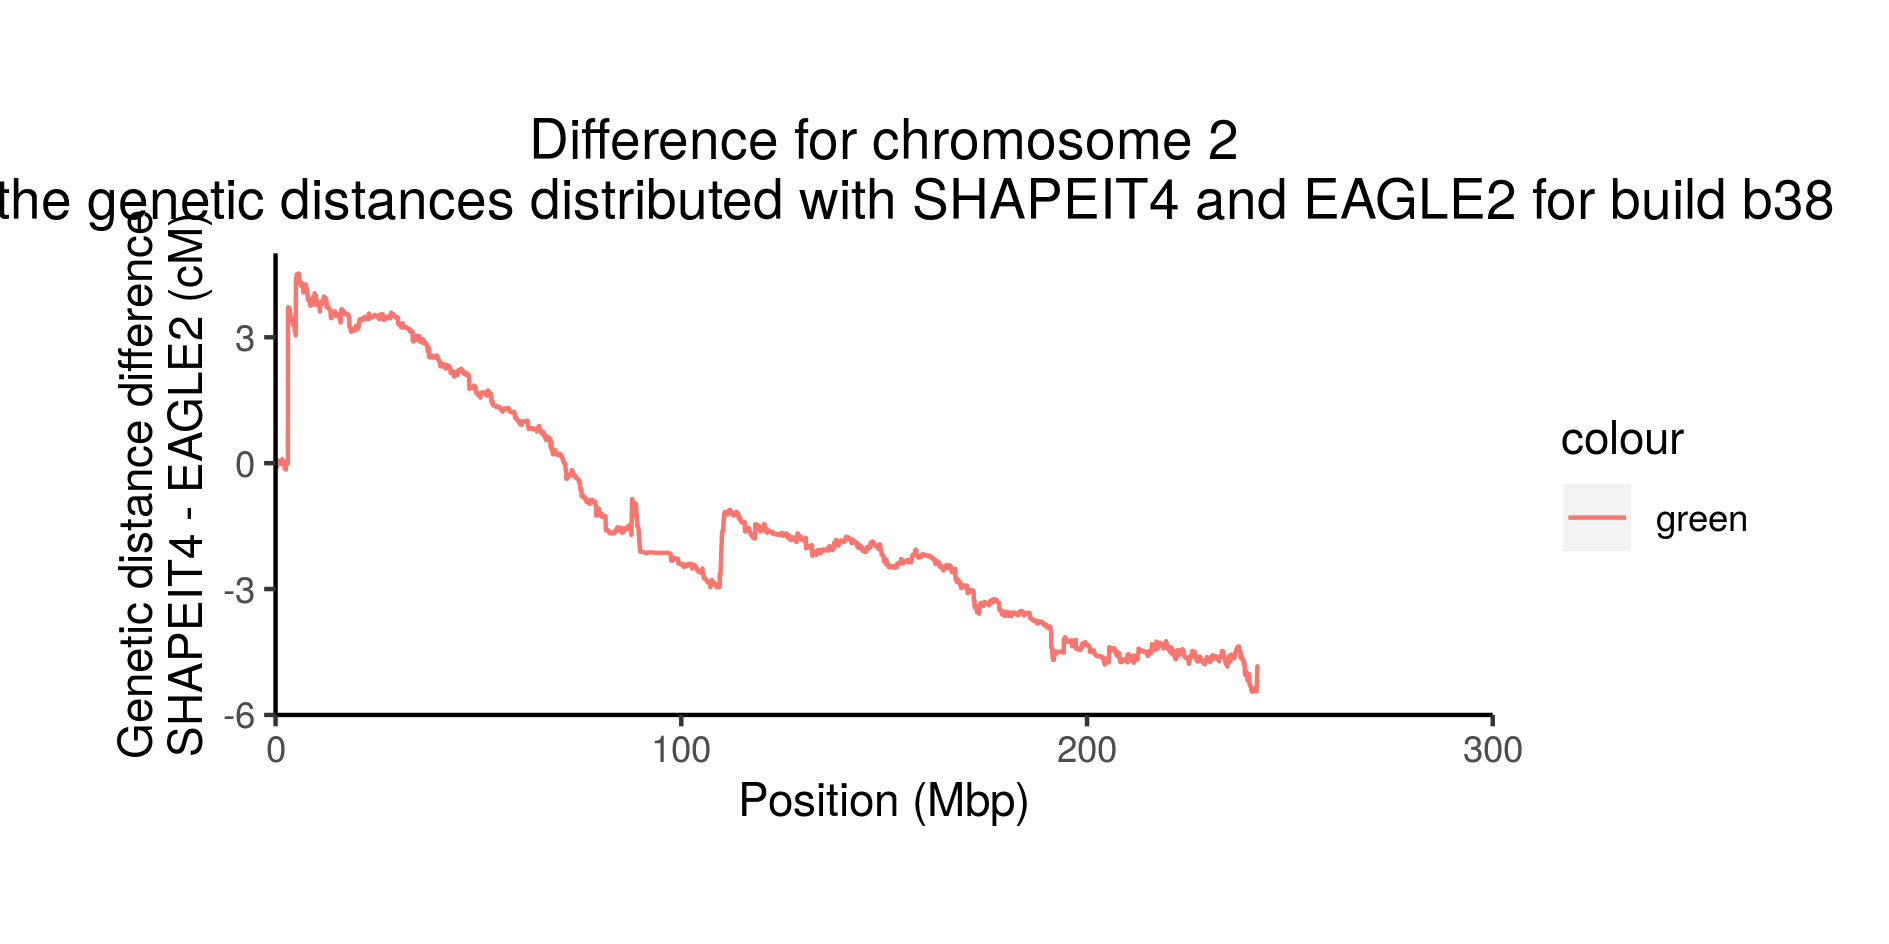 Difference for chromosome 2
the genetic distances distributed with SHAPEIT4 and EAGLE2 for build b38
Genetic distance difference
SHAPEIT4 - EAGLE2 (cM)
3
0
-3
-6
0
100
200
300
Position (Mbp)
colour
green